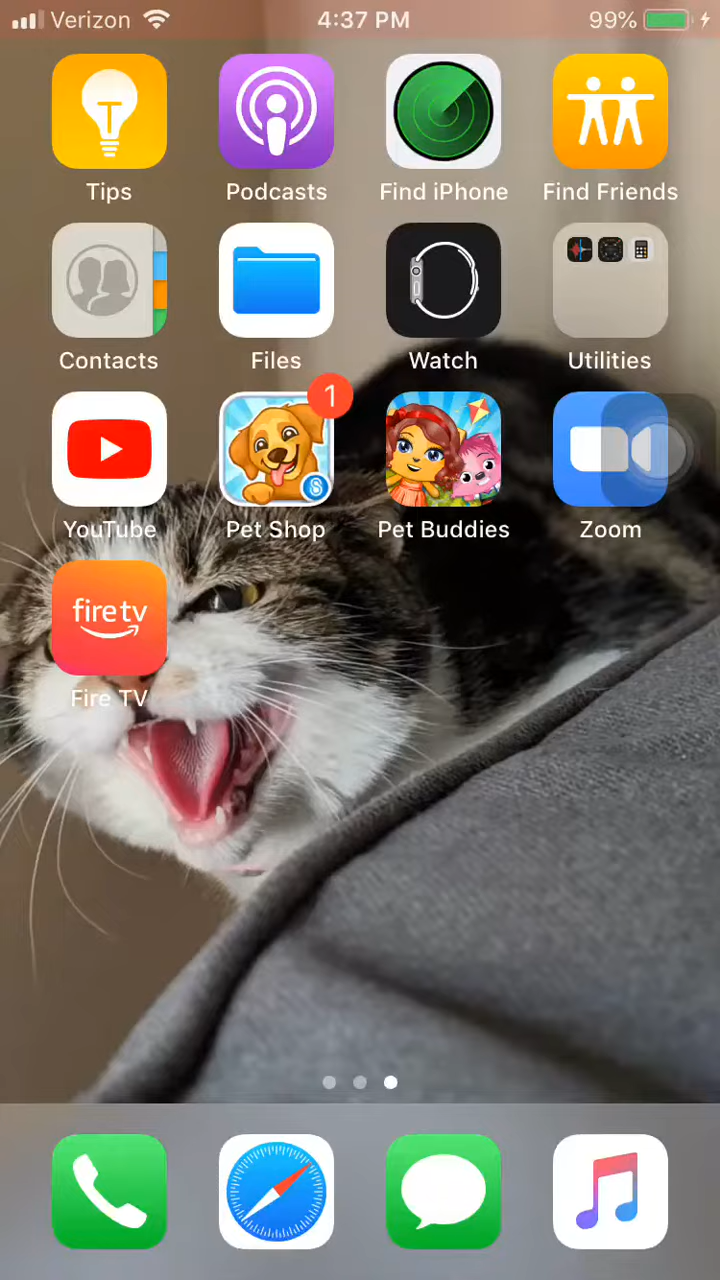 Verizon 4:37 PM 99%
T
Tips Podcasts Find iPhone Find Friends
Contacts Files Watch Utilities
1
YouTube Pet Shop Pet Buddies Zoom
firetv
Fire TV